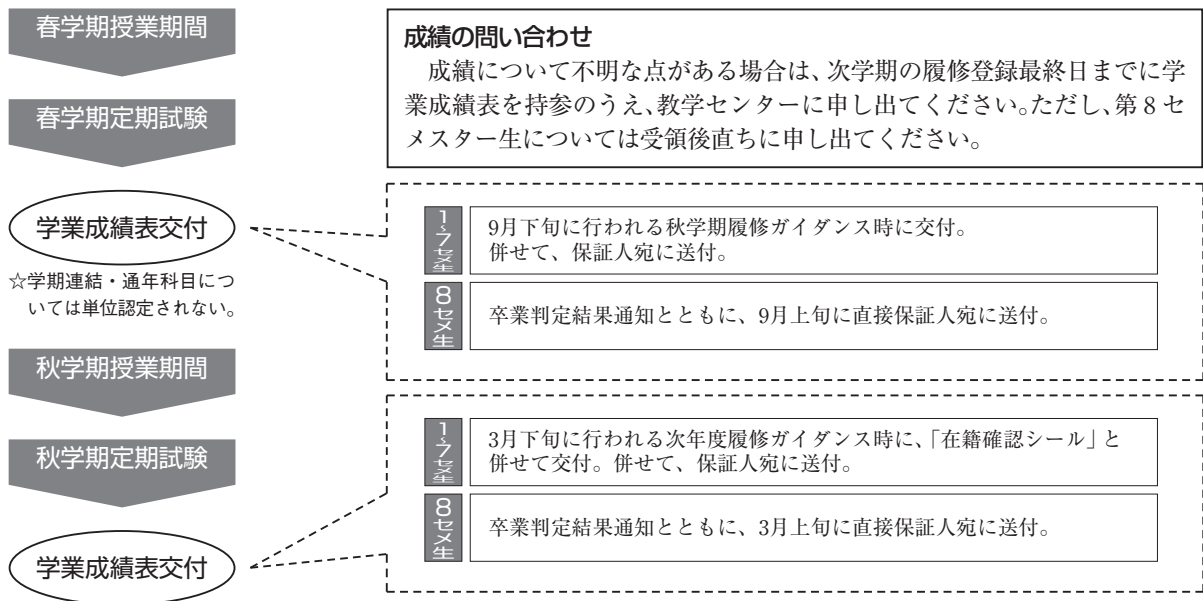 春学期授業期間
春学期定期試験
学業成績表交付
☆学期連結・通年科目につ
いては単位認定されない。
秋学期授業期間
秋学期定期試験
学業成績表交付
成績の問い合わせ
成績について不明な点がある場合は、次学期の履修登録最終日までに学
業成績表を持参のうえ、教学センターに申し出てください。ただし、第8セ
メスター生については受領後直ちに申し出てください。
1~7セメ生
9月下旬に行われる秋学期履修ガイダンス時に交付。
併せて、保証人宛に送付。
8セメ生
卒業判定結果通知とともに、9月上旬に直接保証人宛に送付。
1~7セメ生
3月下旬に行われる次年度履修ガイダンス時に、「在籍確認シール」と
併せて交付。併せて、保証人宛に送付。
8セメ生
卒業判定結果通知とともに、3月上旬に直接保証人宛に送付。